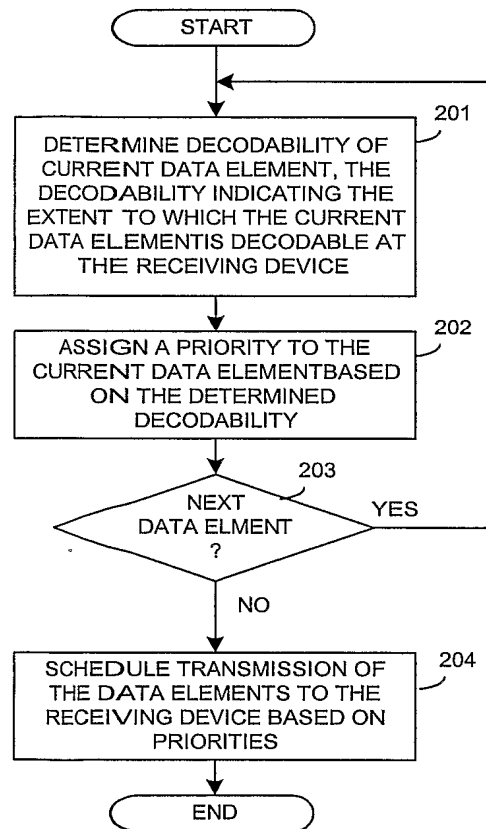 START
201
DETERMINE DECODABILITY OF
CURRENT DATA ELEMENT, THE
DECODABILITY INDICATING THE
EXTENT TO WHICH THE CURRENT
DATA ELEMENTIS DECODABLE AT
THE RECEIVING DEVICE
202
ASSIGN A PRIORITY TO THE
CURRENT DATA ELEMENTBASED
ON THE DETERMINED
DECODABILITY
203
NEXT
DATA ELMENT
?
YES
NO
204
SCHEDULE TRANSMISSION OF
THE DATA ELEMENTS TO THE
RECEIVING DEVICE BASED ON
PRIORITIES
END